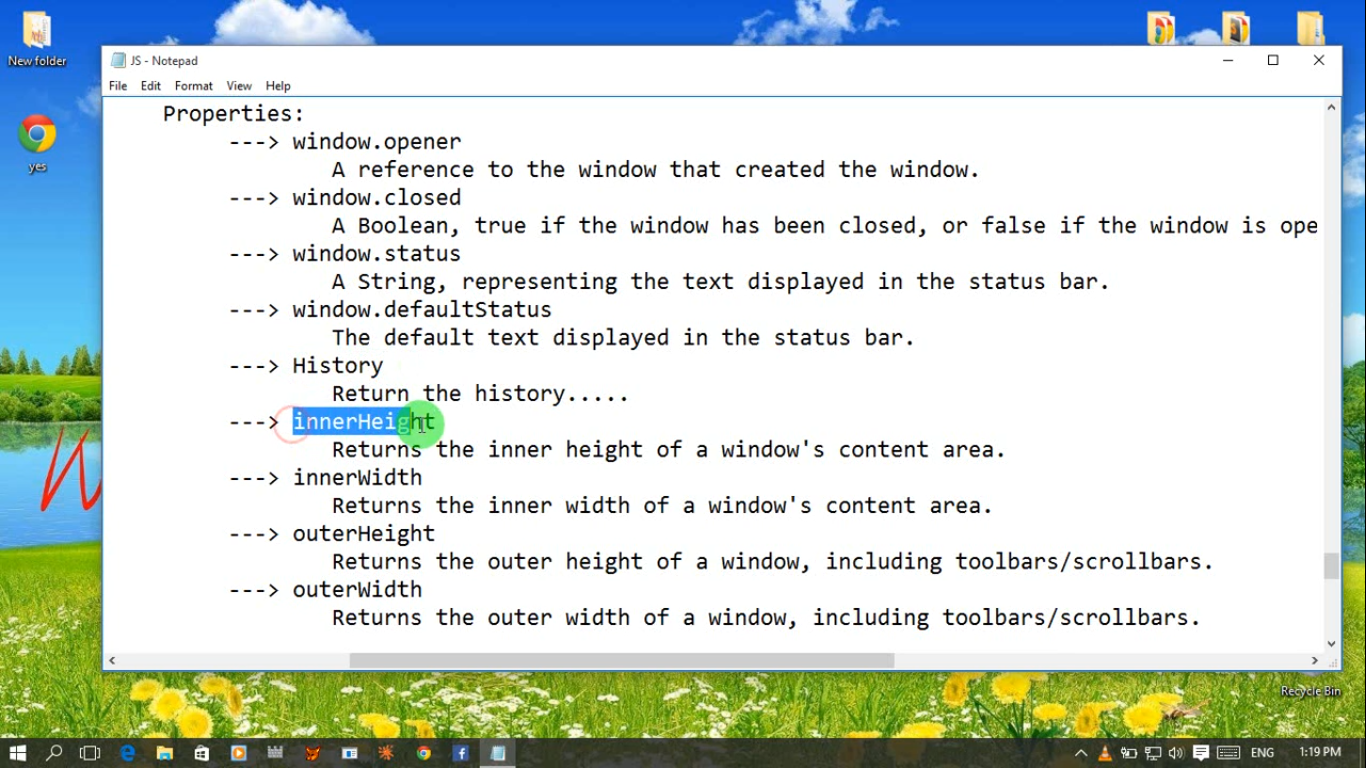 New folder
yes
JS - Notepad
File Edit Format View Help
Properties:
---> window.opener
A reference to the window that created the window.
---> window.closed
A Boolean, true if the window has been closed, or false if the window is ope
---> window.status
A String, representing the text displayed in the status bar.
---> window.defaultStatus
The default text displayed in the status bar.
---> History
Return the history.....
---> innerHeight
Returns the inner height of a window's content area.
---> innerWidth
Returns the inner width of a window's content area.
---> outerHeight
Returns the outer height of a window, including toolbars/scrollbars.
---> outerWidth
Returns the outer width of a window, including toolbars/scrollbars.
Recycle Bin
ENG 1:19 PM